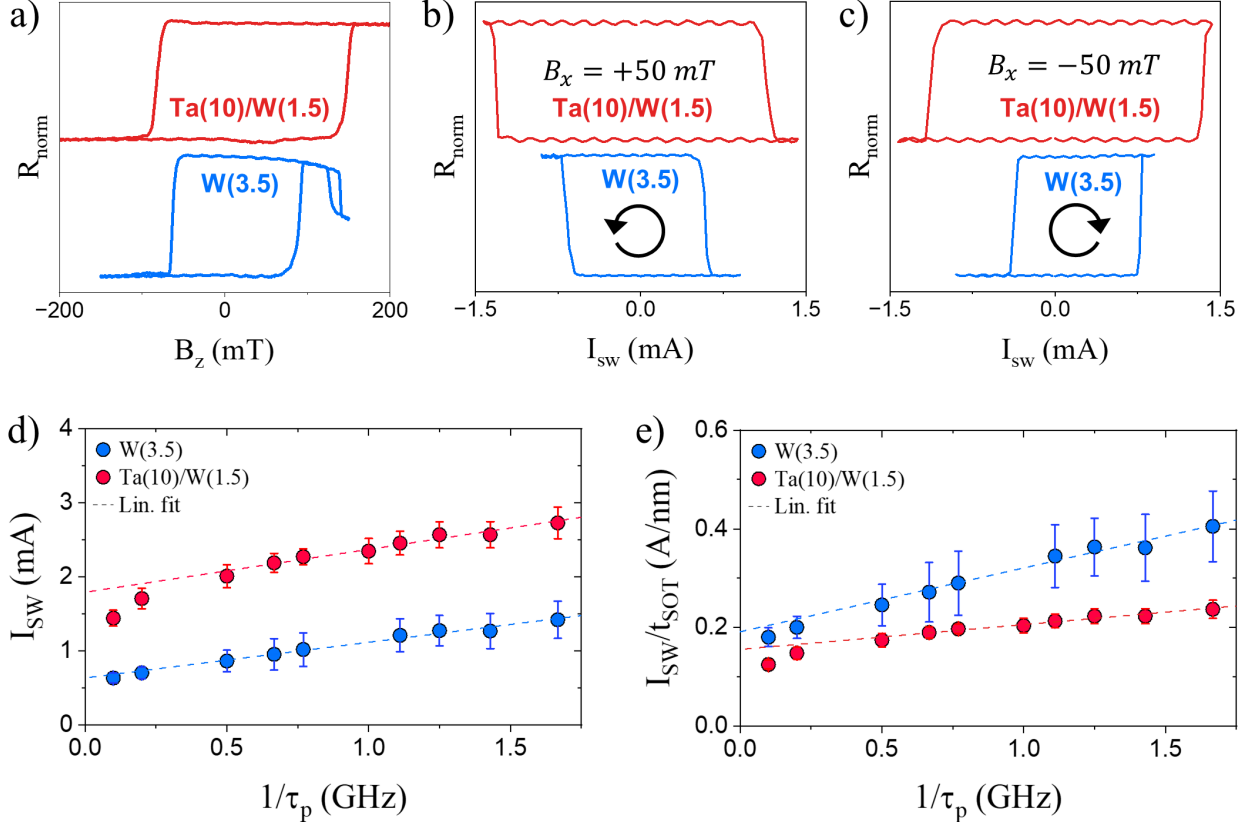 a)
R_norm
Ta(10)/W(1.5)
W(3.5)
−200
0
200
B_z (mT)
b)
R_norm
B_x = +50 mT
Ta(10)/W(1.5)
W(3.5)
−1.5
0.0
1.5
I_sw (mA)
c)
R_norm
B_x = −50 mT
Ta(10)/W(1.5)
W(3.5)
−1.5
0.0
1.5
I_sw (mA)
d)
I_SW (mA)
4
3
2
1
0
W(3.5)
Ta(10)/W(1.5)
Lin. fit
0.0
0.5
1.0
1.5
1/τ_p (GHz)
e)
I_SW/t_SOT (A/nm)
0.6
0.4
0.2
0.0
W(3.5)
Ta(10)/W(1.5)
Lin. fit
0.0
0.5
1.0
1.5
1/τ_p (GHz)